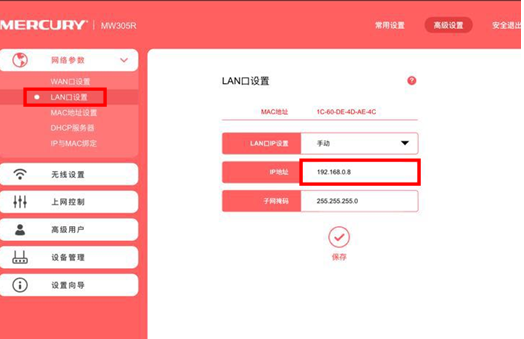 MERCURY | MW305R
常用设置 高级设置 安全退出
网络参数
WAN口设置
LAN口设置
MAC地址设置
DHCP服务器
IP与MAC绑定
无线设置
上网控制
高级用户
设备管理
设置向导
LAN口设置
?
MAC地址 1C-60-DE-4D-AE-4C
LAN口IP设置 手动
IP地址 192.168.0.8
子网掩码 255.255.255.0
保存